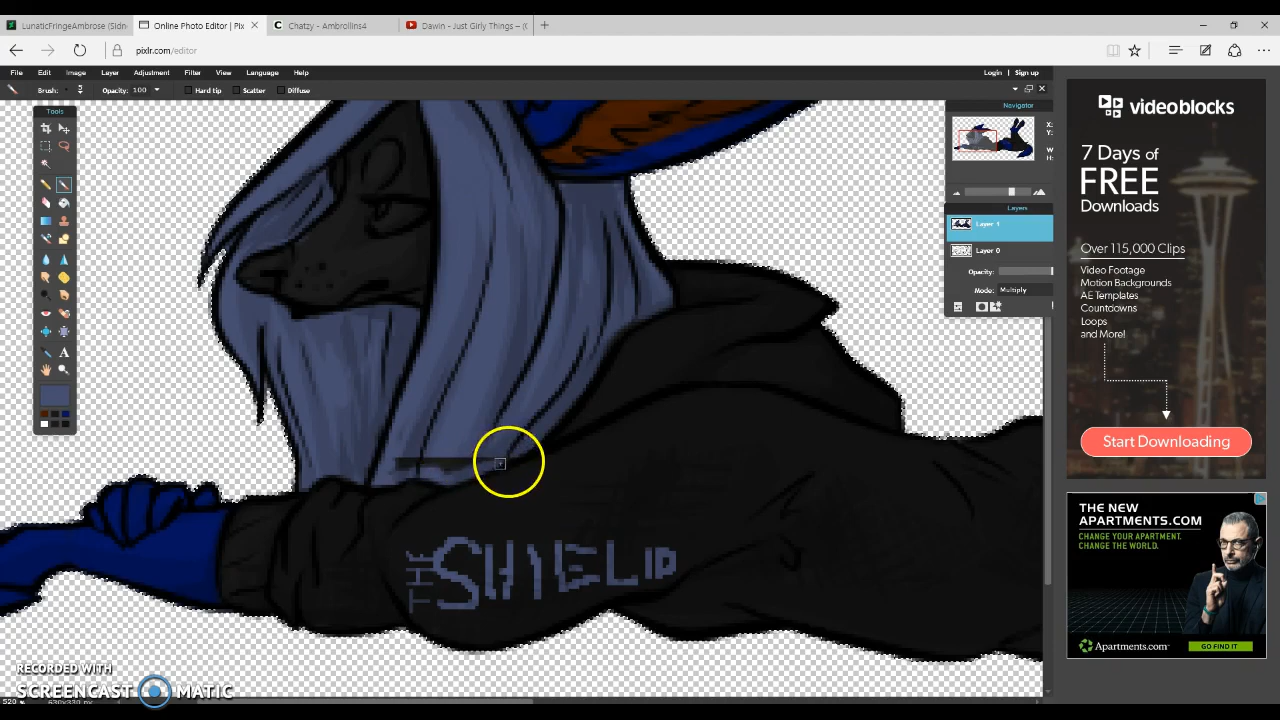 LunaticFringeAmbrose (Sidn
Online Photo Editor | Pix
Chatzy - Ambrollins4
Dawin - Just Girly Things – (
pixlr.com/editor
File Edit Image Layer Adjustment Filter View Language Help
Login | Sign up
Brush: Opacity: 100 Hard tip Scatter Diffuse
Tools
Navigator
X:
Y:
W
H:
Layers
Layer 1
Layer 0
Opacity:
Mode: Multiply
videoblocks
7 Days of
FREE
Downloads
Over 115,000 Clips
Video Footage
Motion Backgrounds
AE Templates
Countdowns
Loops
and More!
Start Downloading
THE NEW
APARTMENTS.COM
CHANGE YOUR APARTMENT.
CHANGE THE WORLD.
Apartments.com
GO FIND IT
THE
SHIELD
RECORDED WITH
SCREENCAST MATIC
520 %
630x330 px